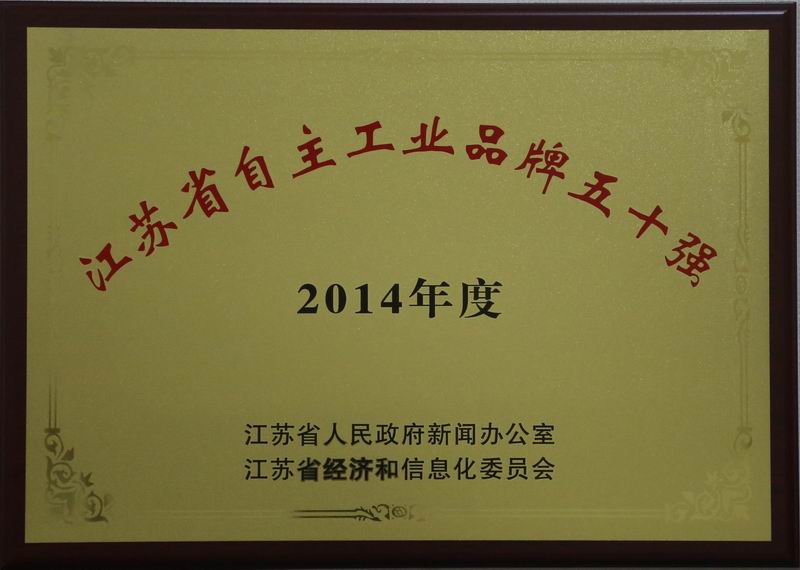 江苏省自主工业品牌五十强
2014年度
江苏省人民政府新闻办公室
江苏省经济和信息化委员会